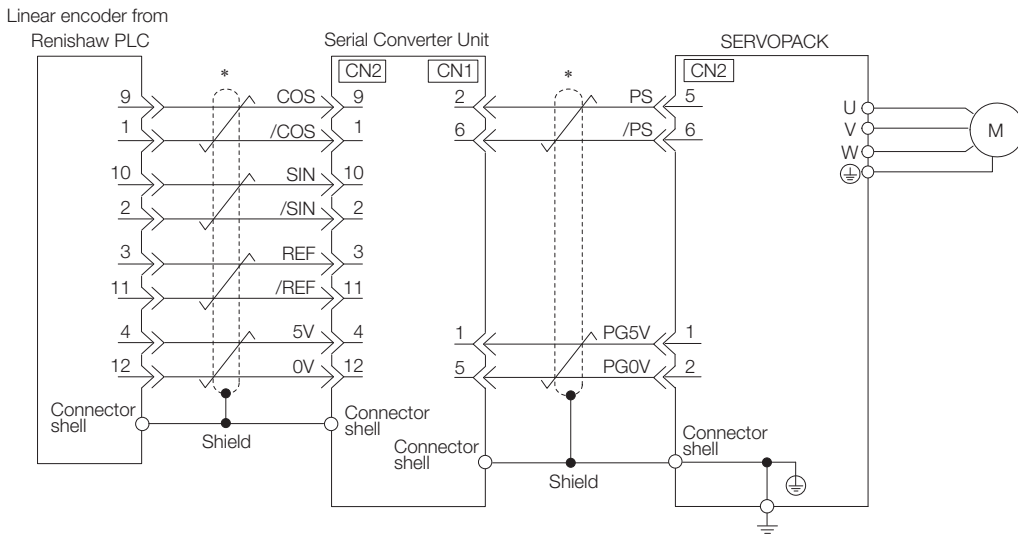 Linear encoder from
Renishaw PLC
Serial Converter Unit
SERVOPACK
CN2
CN1
CN2
*
*
9 COS 9
2 PS 5
1 /COS 1
6 /PS 6
U
V
W
M
10 SIN 10
2 /SIN 2
3 REF 3
11 /REF 11
4 5V 4
1 PG5V 1
12 0V 12
5 PG0V 2
Connector
shell
Shield
Connector
shell
Connector
shell
Shield
Connector
shell